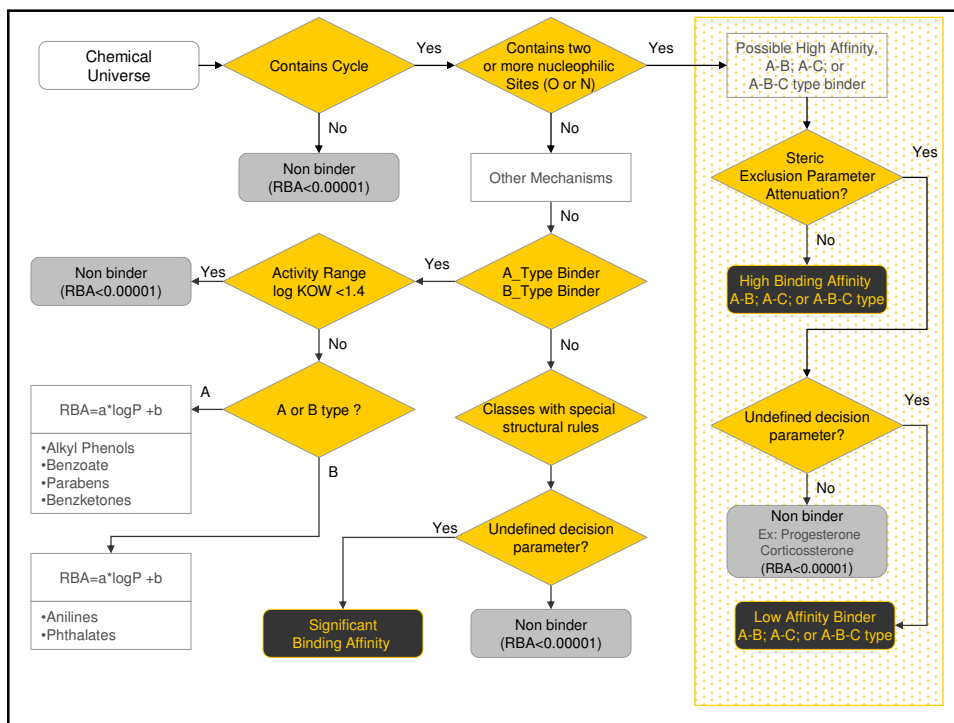 Chemical
Universe
Contains Cycle
Yes
Contains two
or more nucleophilic
Sites (O or N)
Yes
Possible High Affinity,
A-B; A-C; or
A-B-C type binder
No
No
Non binder
(RBA<0.00001)
Other Mechanisms
Steric
Exclusion Parameter
Attenuation?
Yes
No
No
High Binding Affinity
A-B; A-C; or A-B-C type
Non binder
(RBA<0.00001)
Yes
Activity Range
log KOW <1.4
Yes
A_Type Binder
B_Type Binder
No
No
RBA=a*logP +b
•Alkyl Phenols
•Benzoate
•Parabens
•Benzketones
A
A or B type ?
B
Classes with special
structural rules
Undefined decision
parameter?
Yes
No
Non binder
Ex: Progesterone
Corticossterone
(RBA<0.00001)
Yes
Undefined decision
parameter?
No
RBA=a*logP +b
•Anilines
•Phthalates
Significant
Binding Affinity
Non binder
(RBA<0.00001)
Low Affinity Binder
A-B; A-C; or A-B-C type